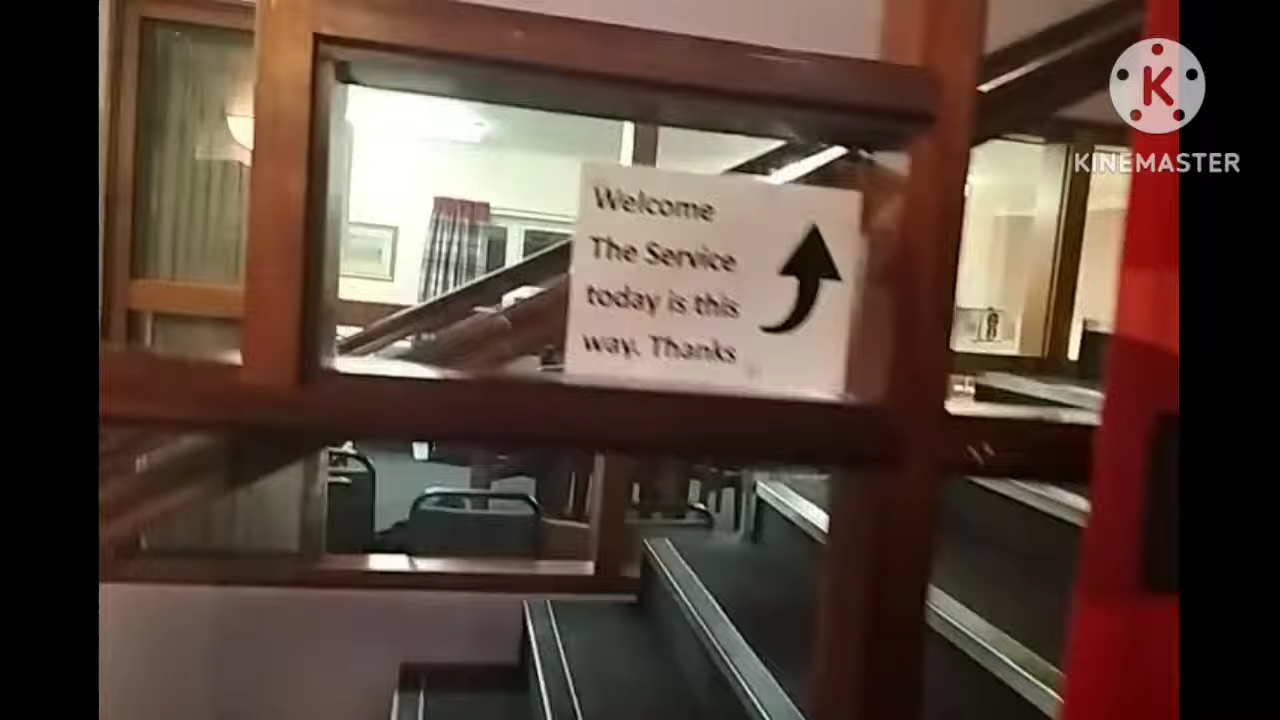 Welcome
The Service
today is this
way. Thanks
K
KINEMASTER